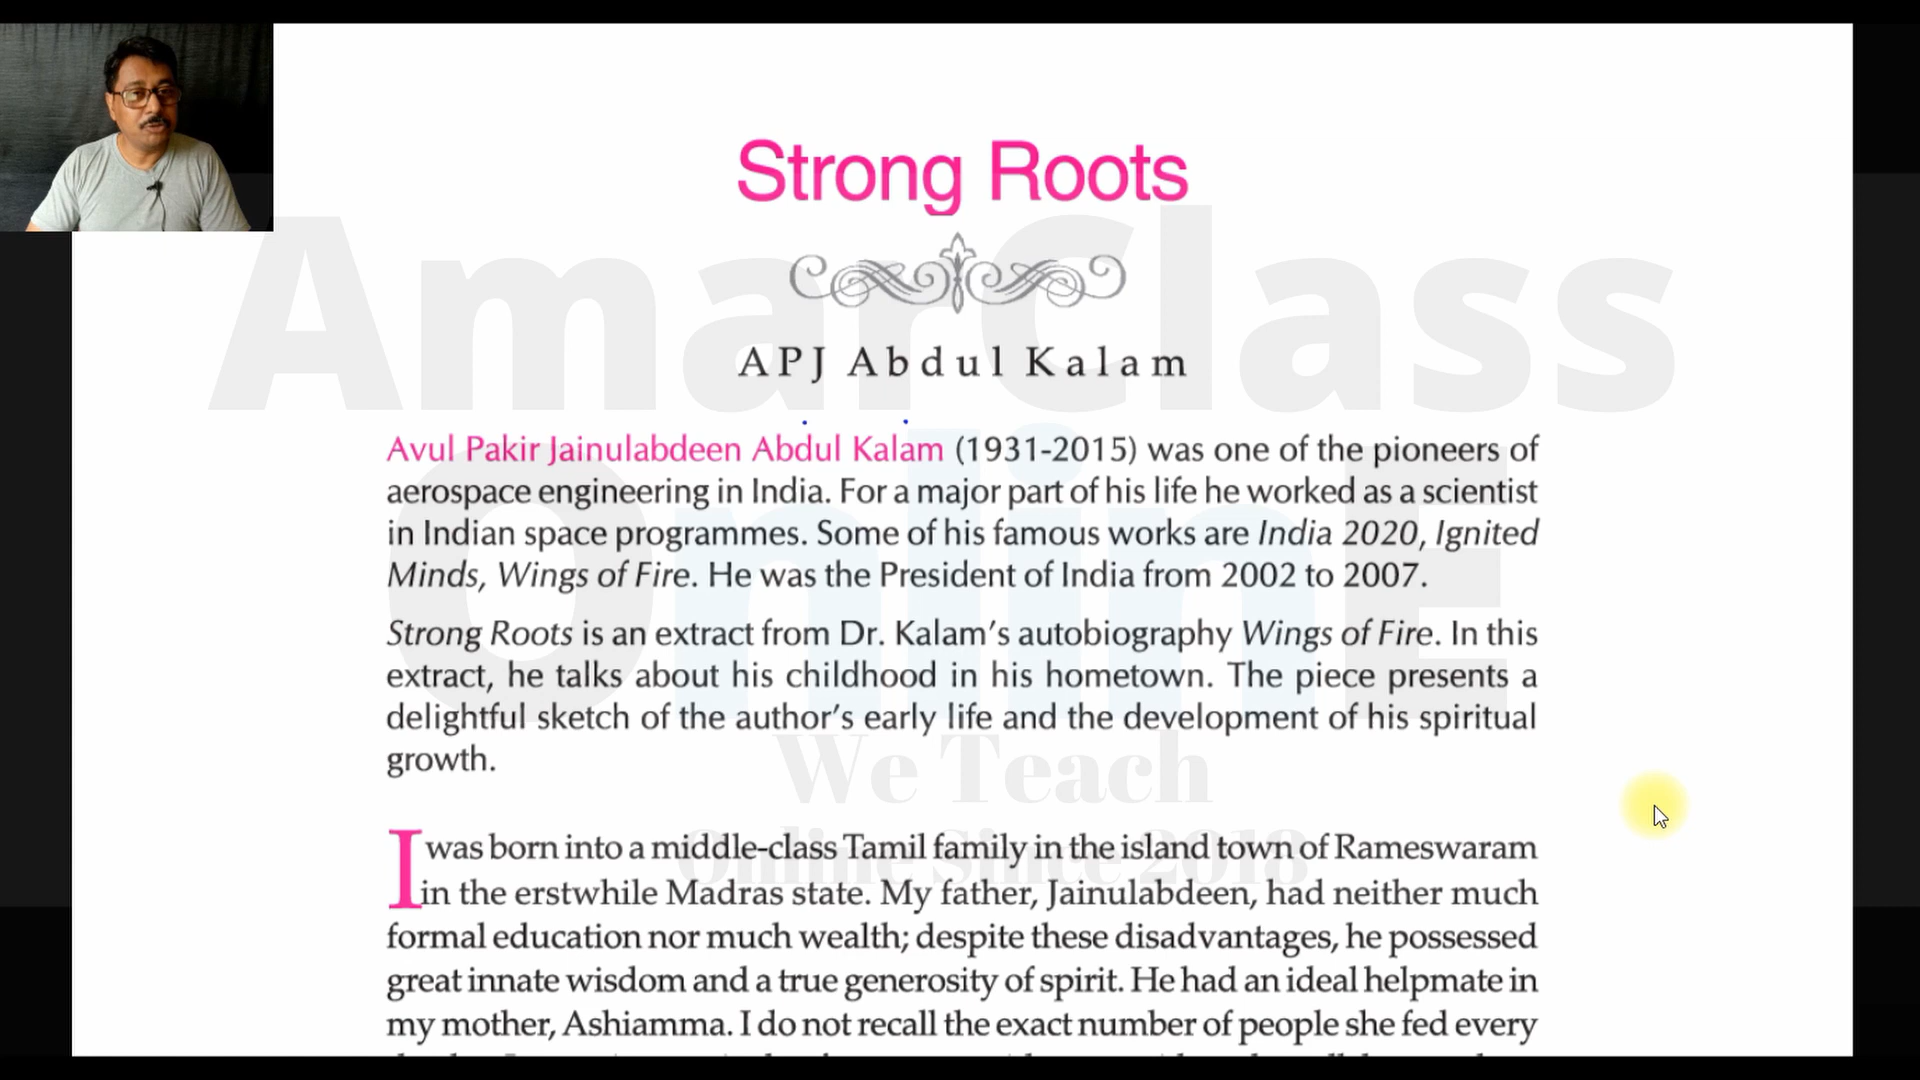 Strong Roots
APJ Abdul Kalam
Avul Pakir Jainulabdeen Abdul Kalam (1931-2015) was one of the pioneers of
aerospace engineering in India. For a major part of his life he worked as a scientist
in Indian space programmes. Some of his famous works are India 2020, Ignited
Minds, Wings of Fire. He was the President of India from 2002 to 2007.
Strong Roots is an extract from Dr. Kalam's autobiography Wings of Fire. In this
extract, he talks about his childhood in his hometown. The piece presents a
delightful sketch of the author's early life and the development of his spiritual
growth.
I was born into a middle-class Tamil family in the island town of Rameswaram
in the erstwhile Madras state. My father, Jainulabdeen, had neither much
formal education nor much wealth; despite these disadvantages, he possessed
great innate wisdom and a true generosity of spirit. He had an ideal helpmate in
my mother, Ashiamma. I do not recall the exact number of people she fed every
AmarClass
OnlinE
We Teach
Online Since 2018